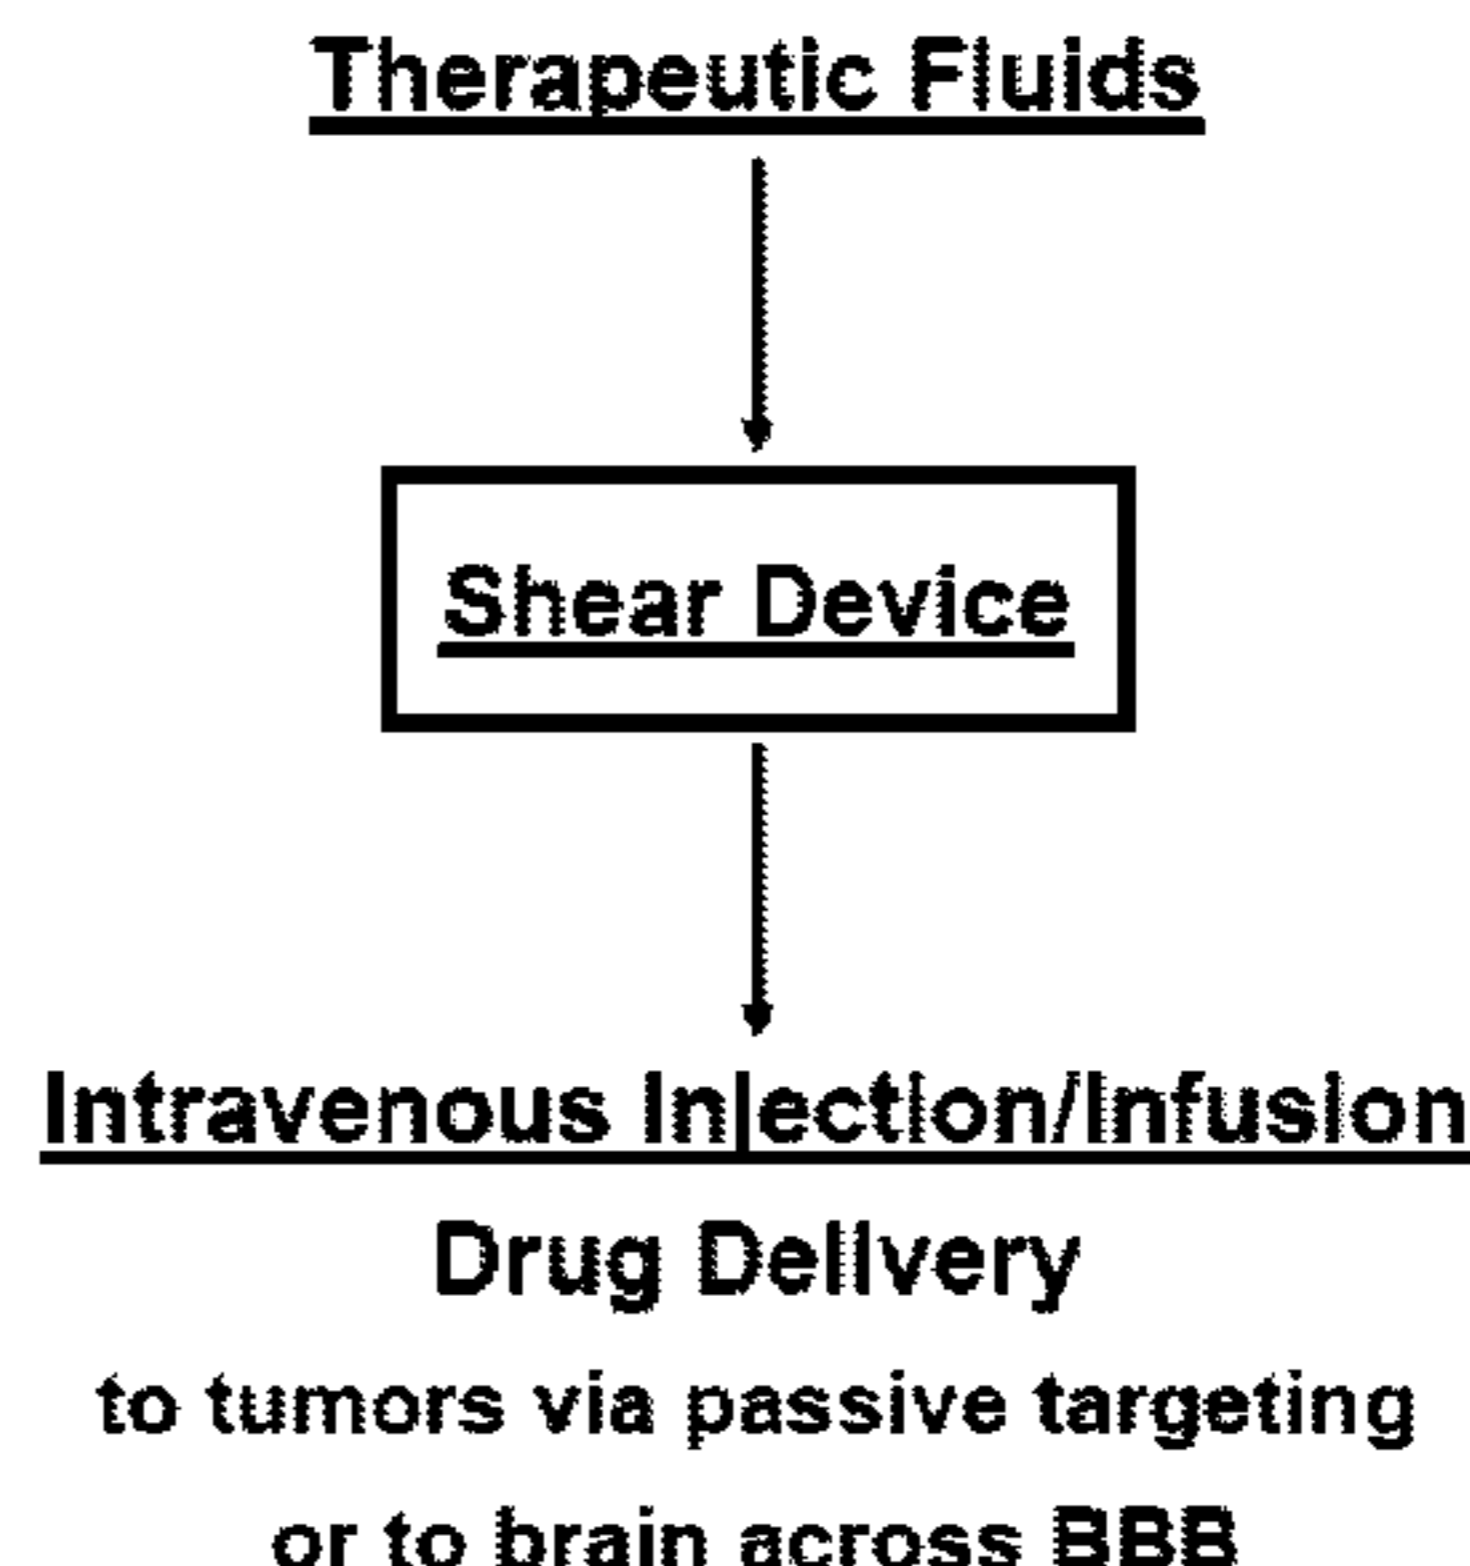 Therapeutic Fluids
Shear Device
Intravenous Injection/Infusion
Drug Delivery
to tumors via passive targeting
or to brain across BBB